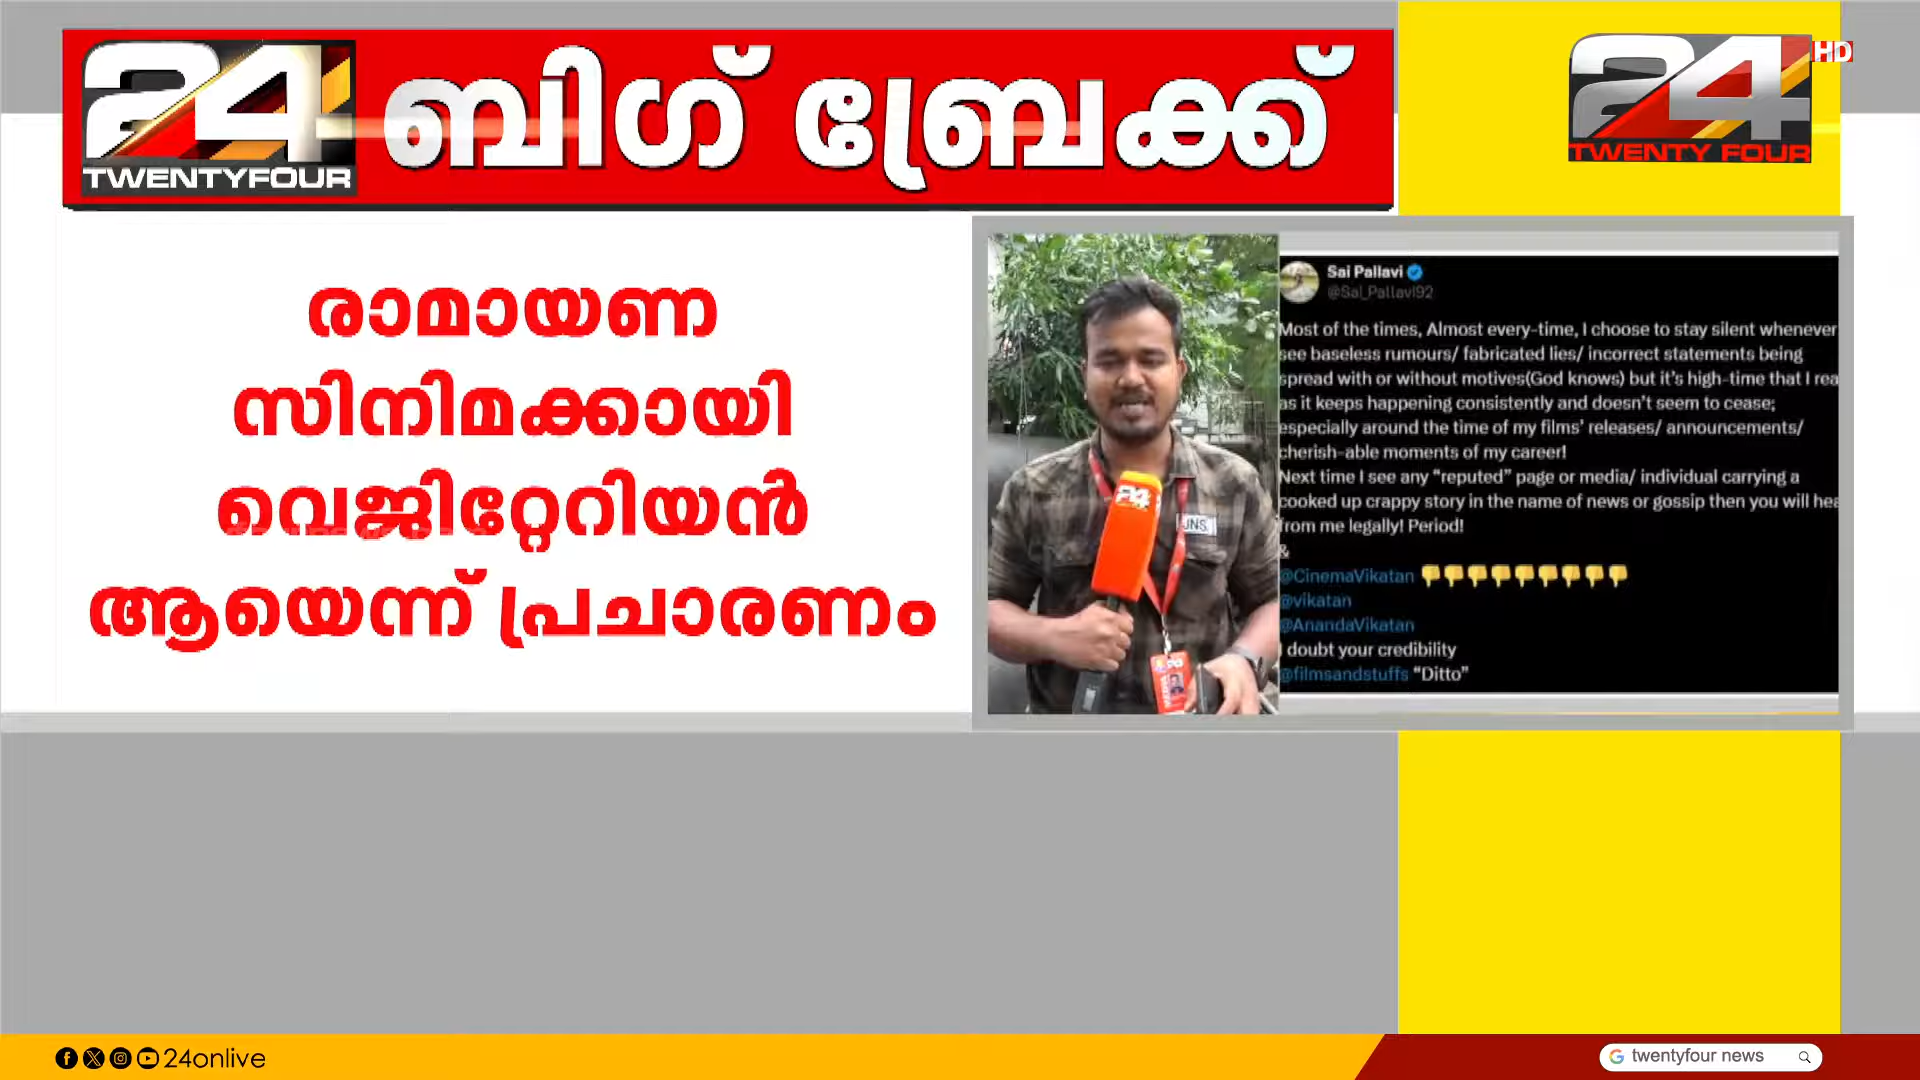 24
TWENTYFOUR
ബിഗ് ബ്രേക്ക്
24 HD
TWENTY FOUR
രാമായണ
സിനിമക്കായി
വെജിറ്റേറിയൻ
ആയെന്ന് പ്രചാരണം
24
JNS.
Sai Pallavi
@Sai_Pallavi92
Most of the times, Almost every-time, I choose to stay silent whenever
see baseless rumours/ fabricated lies/ incorrect statements being
spread with or without motives(God knows) but it's high-time that I rea
as it keeps happening consistently and doesn't seem to cease;
especially around the time of my films' releases/ announcements/
cherish-able moments of my career!
Next time I see any “reputed” page or media/ individual carrying a
cooked up crappy story in the name of news or gossip then you will hea
from me legally! Period!
&
@CinemaVikatan 👎👎👎👎👎👎👎👎👎
@vikatan
@AnandaVikatan
I doubt your credibility
@filmsandstuffs “Ditto”
24onlive
twentyfour news